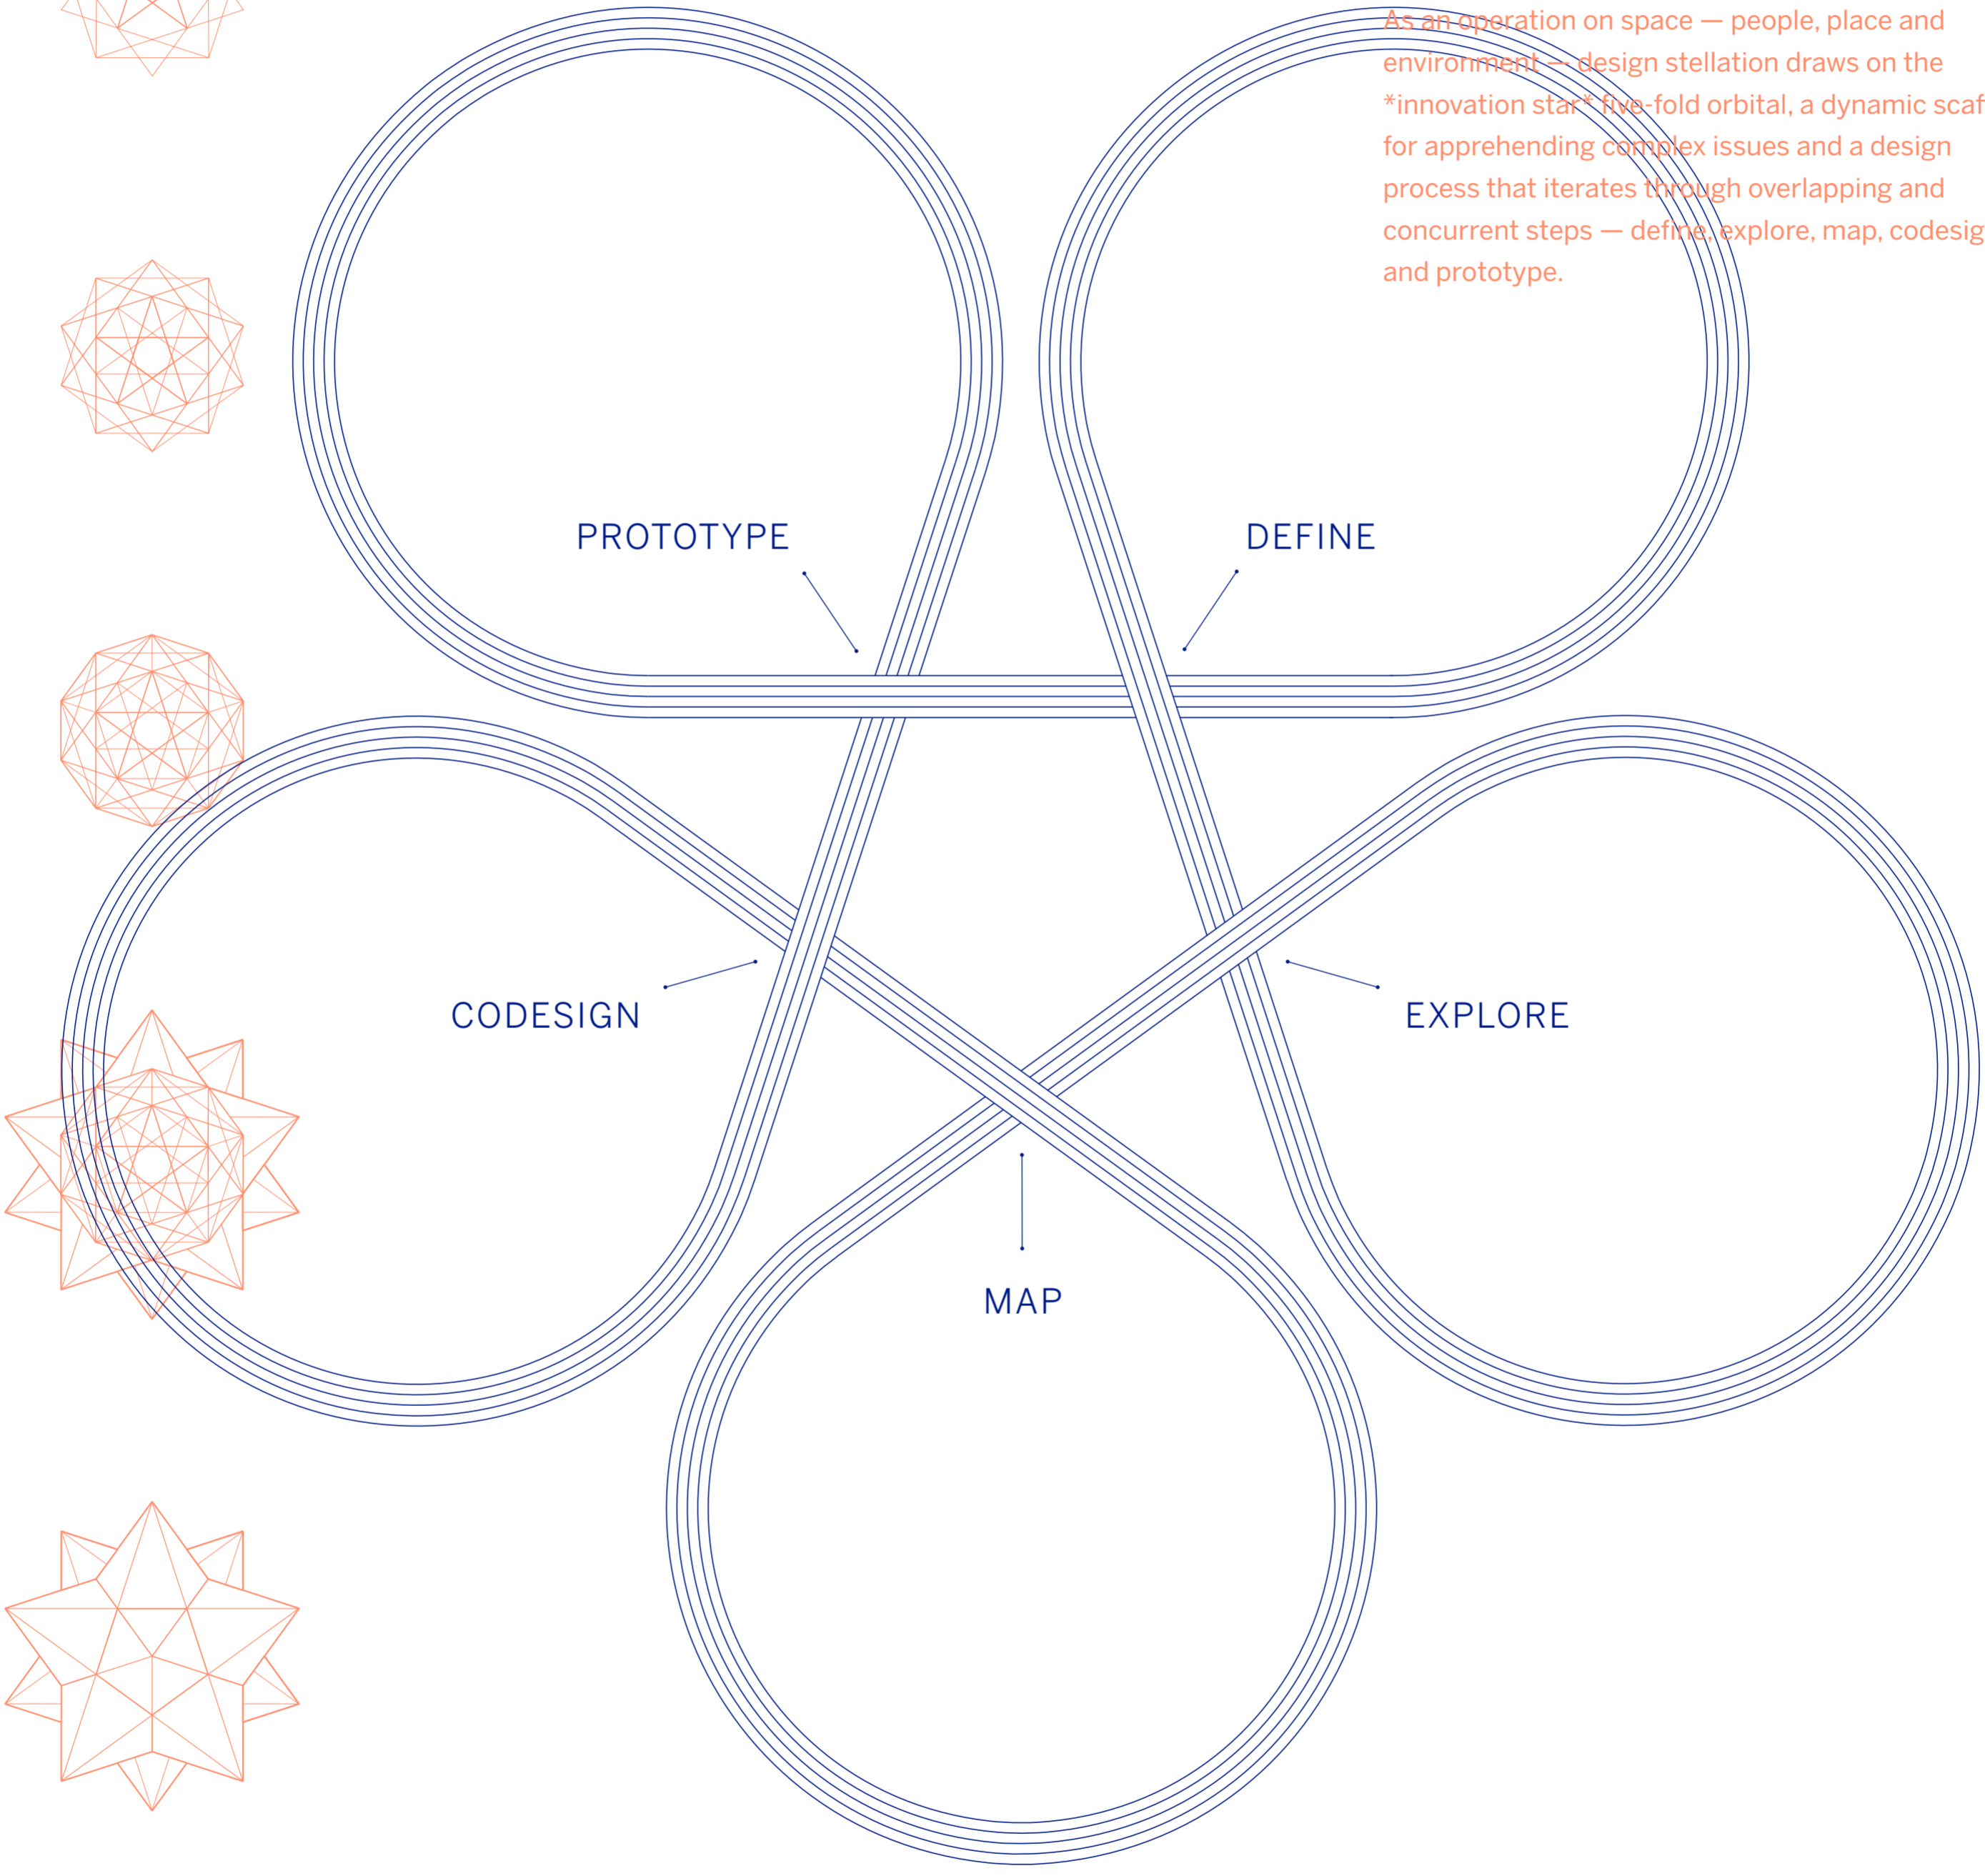 As an operation on space — people, place and
environment — design stellation draws on the
*innovation star* five-fold orbital, a dynamic scaf
for apprehending complex issues and a design
process that iterates through overlapping and
concurrent steps — define, explore, map, codesig
and prototype.
PROTOTYPE
DEFINE
CODESIGN
EXPLORE
MAP